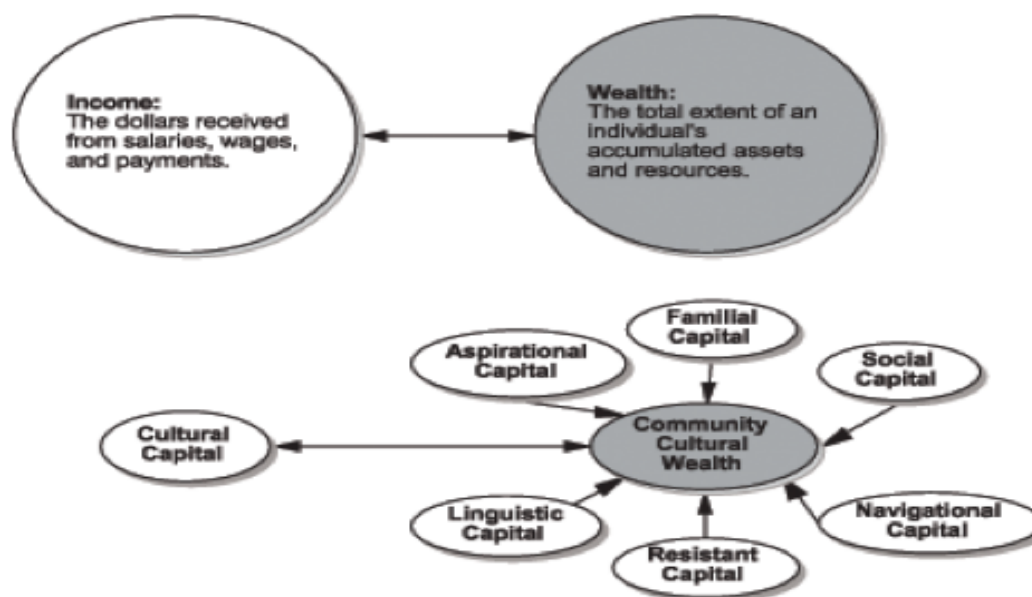 Income:
The dollars received
from salaries, wages,
and payments.
Wealth:
The total extent of an
individual's
accumulated assets
and resources.
Familial
Capital
Aspirational
Capital
Social
Capital
Cultural
Capital
Community
Cultural
Wealth
Linguistic
Capital
Navigational
Capital
Resistant
Capital